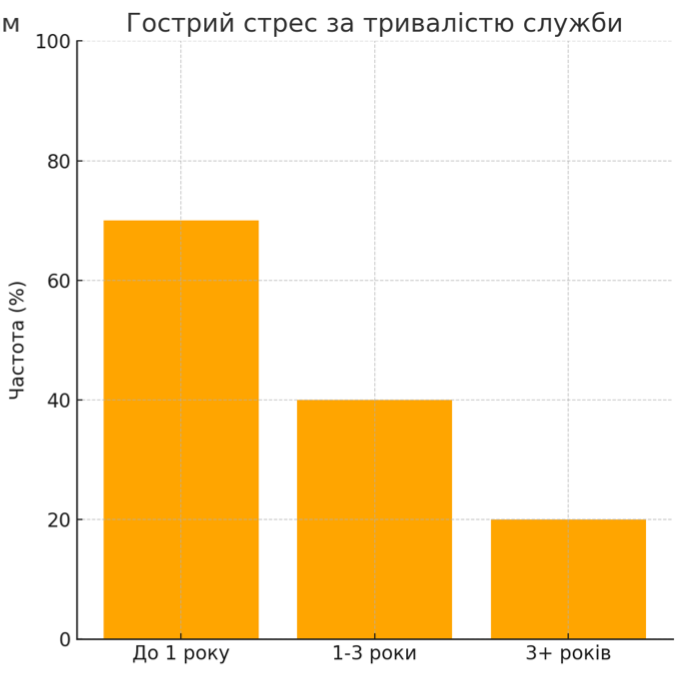 м
Гострий стрес за тривалістю служби
100
80
60
40
20
0
Частота (%)
До 1 року
1-3 роки
3+ років